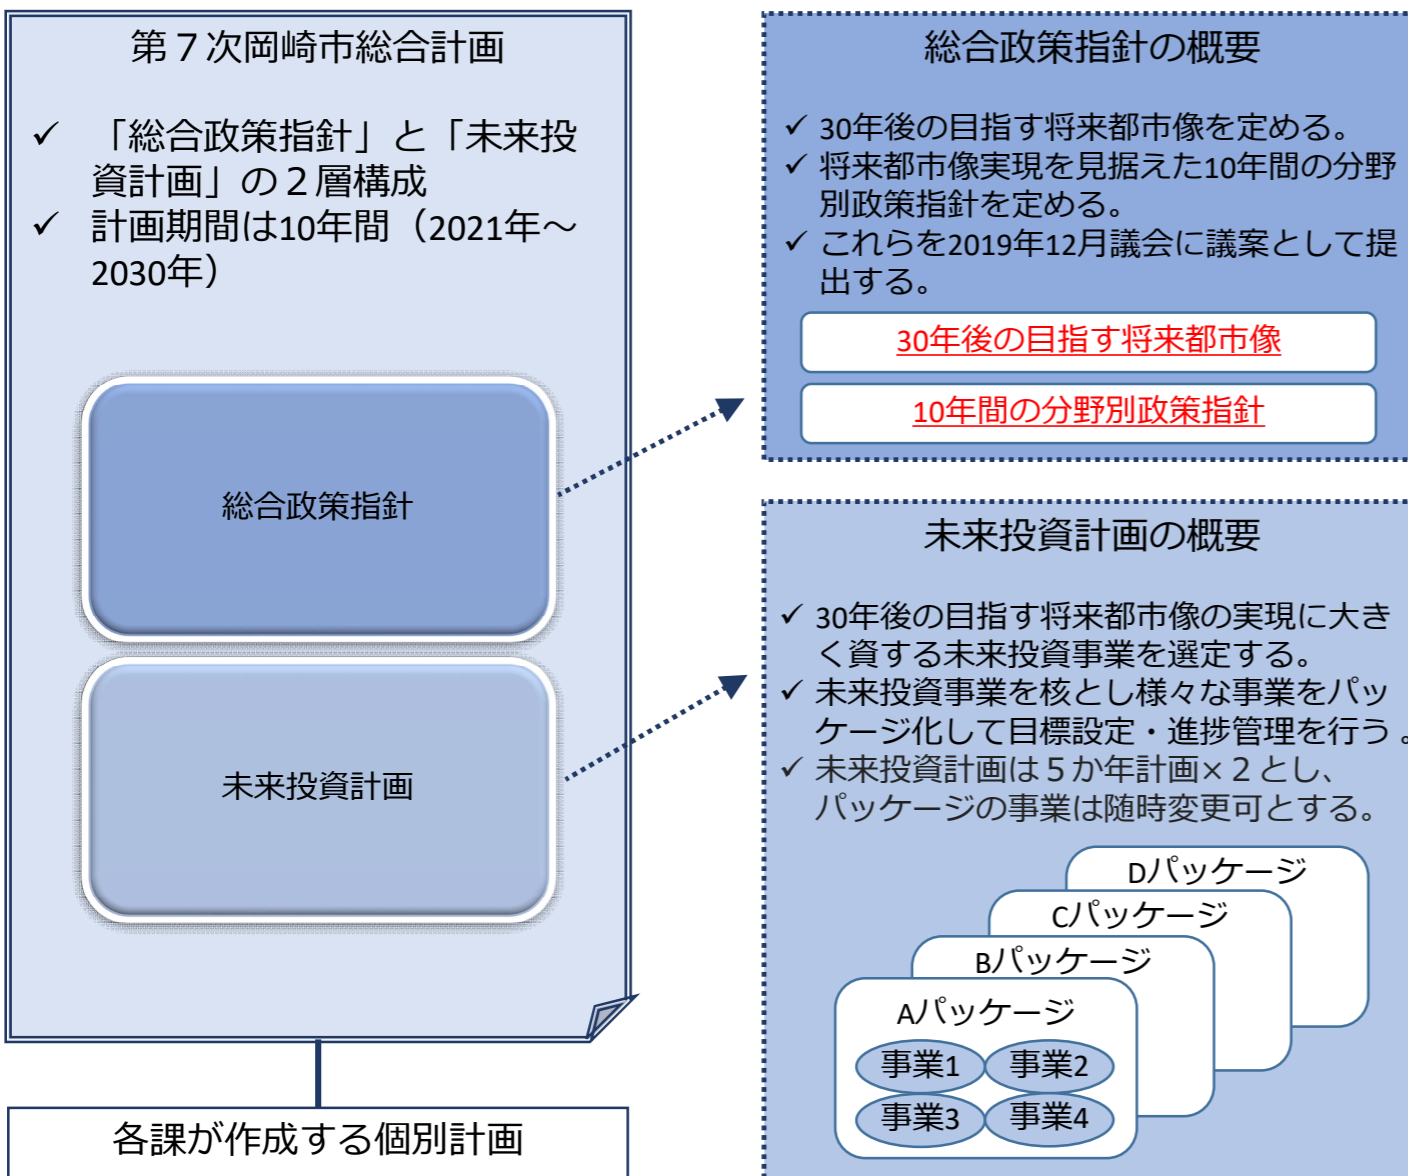 第７次岡崎市総合計画
✓ 「総合政策指針」と「未来投
資計画」の２層構成
✓ 計画期間は10年間（2021年～
2030年）
総合政策指針
未来投資計画
各課が作成する個別計画
総合政策指針の概要
✓ 30年後の目指す将来都市像を定める。
✓ 将来都市像実現を見据えた10年間の分野
別政策指針を定める。
✓ これらを2019年12月議会に議案として提
出する。
30年後の目指す将来都市像
10年間の分野別政策指針
未来投資計画の概要
✓ 30年後の目指す将来都市像の実現に大き
く資する未来投資事業を選定する。
✓ 未来投資事業を核とし様々な事業をパッ
ケージ化して目標設定・進捗管理を行う。
✓ 未来投資計画は５か年計画×２とし、
パッケージの事業は随時変更可とする。
Dパッケージ
Cパッケージ
Bパッケージ
Aパッケージ
事業1 事業2
事業3 事業4